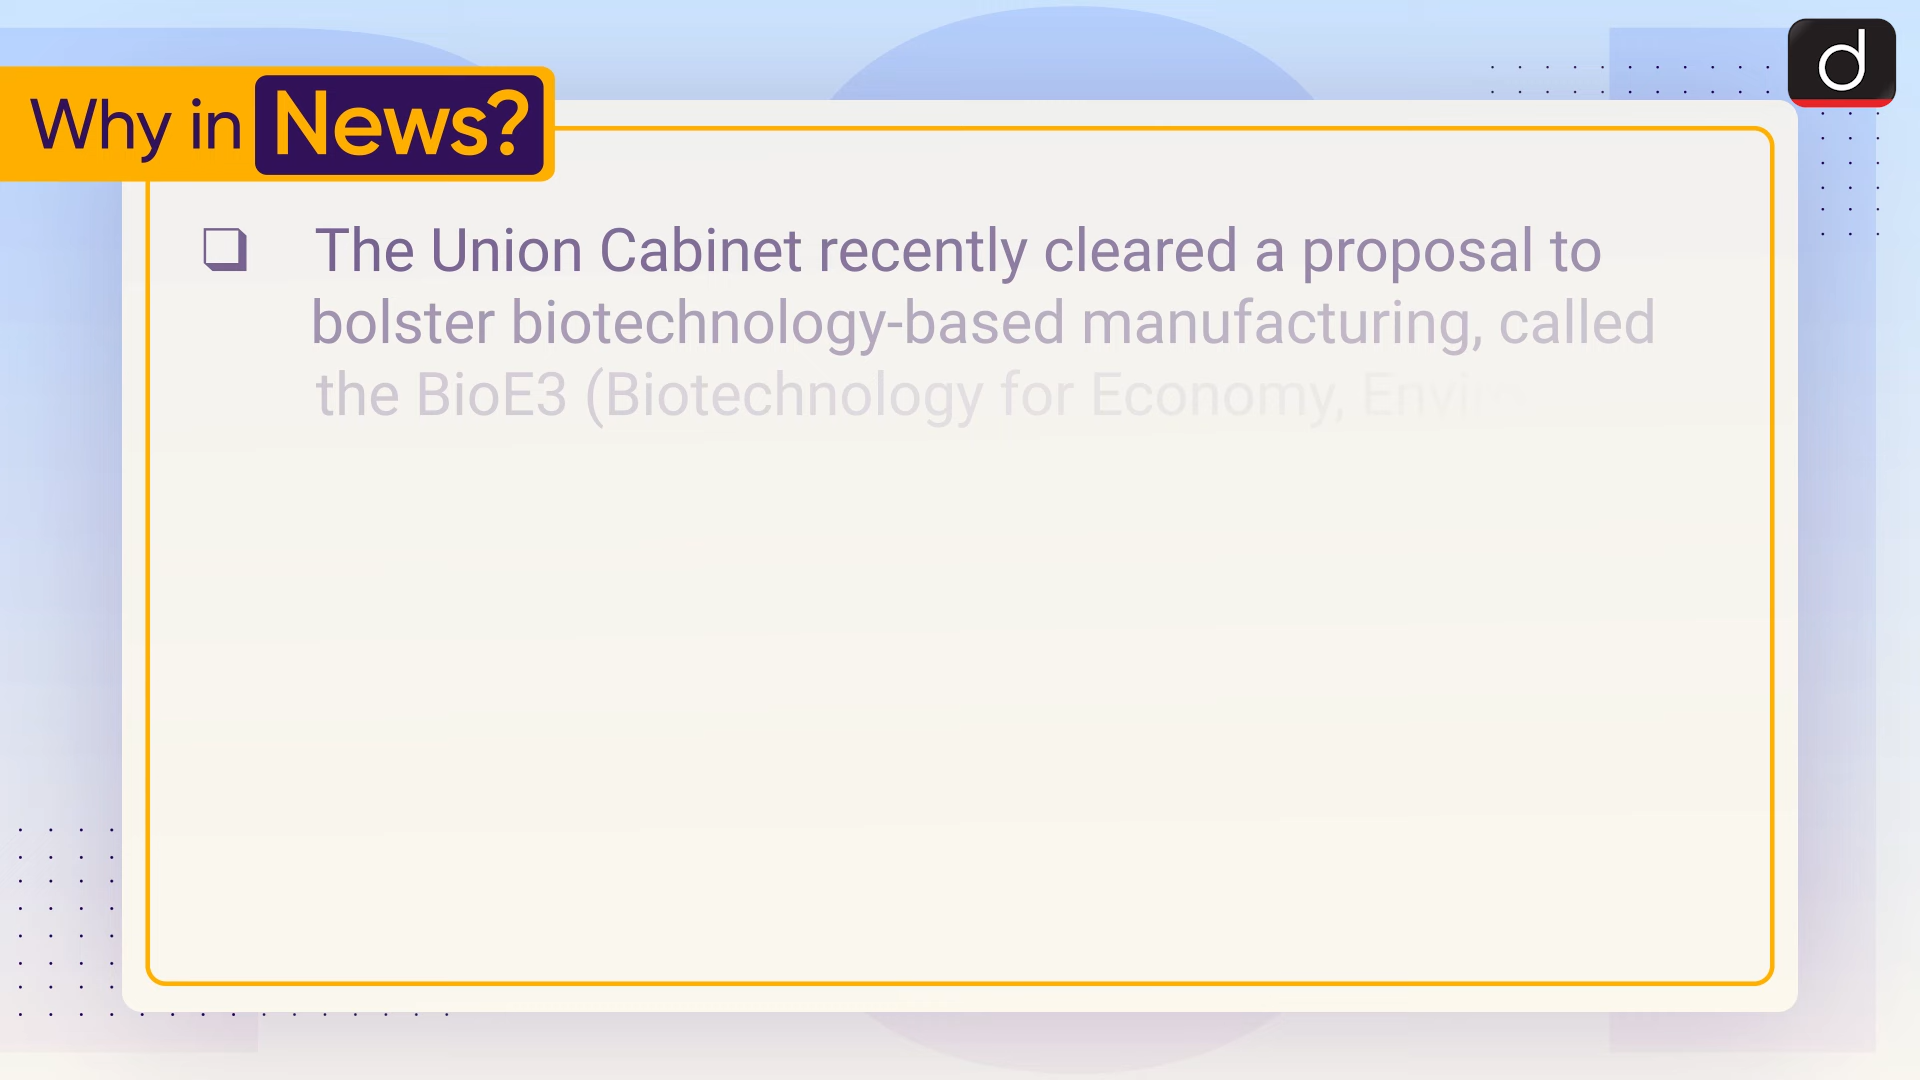 Why in News?
❑ The Union Cabinet recently cleared a proposal to
bolster biotechnology-based manufacturing, called
the BioE3 (Biotechnology for Economy,